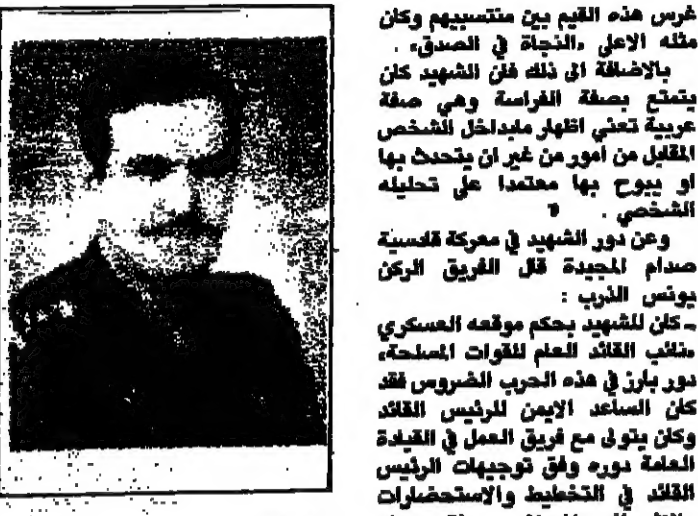 غرس هذه القيم بين منتسبيهم وكان
مثله الاعلى «النجاة في الصدق» .
بالاضافة الى ذلك فان الشهيد كان
يتمتع بصفة الفراسة وهي صفة
عربية تعني اظهار مابداخل الشخص
المقابل من امور من غير ان يتحدث بها
او يبوح بها معتمدا على تحليله
الشخصي .
وعن دور الشهيد في معركة قادسية
صدام المجيدة قال الفريق الركن
يونس الذرب :
ـ كان للشهيد بحكم موقعه العسكري
«نائب القائد العام للقوات المسلحة»
دور بارز في هذه الحرب الضروس فقد
كان الساعد الايمن للرئيس القائد
وكان يتولى مع فريق العمل في القيادة
العامة دوره وفق توجيهات الرئيس
القائد في التخطيط والاستحضارات